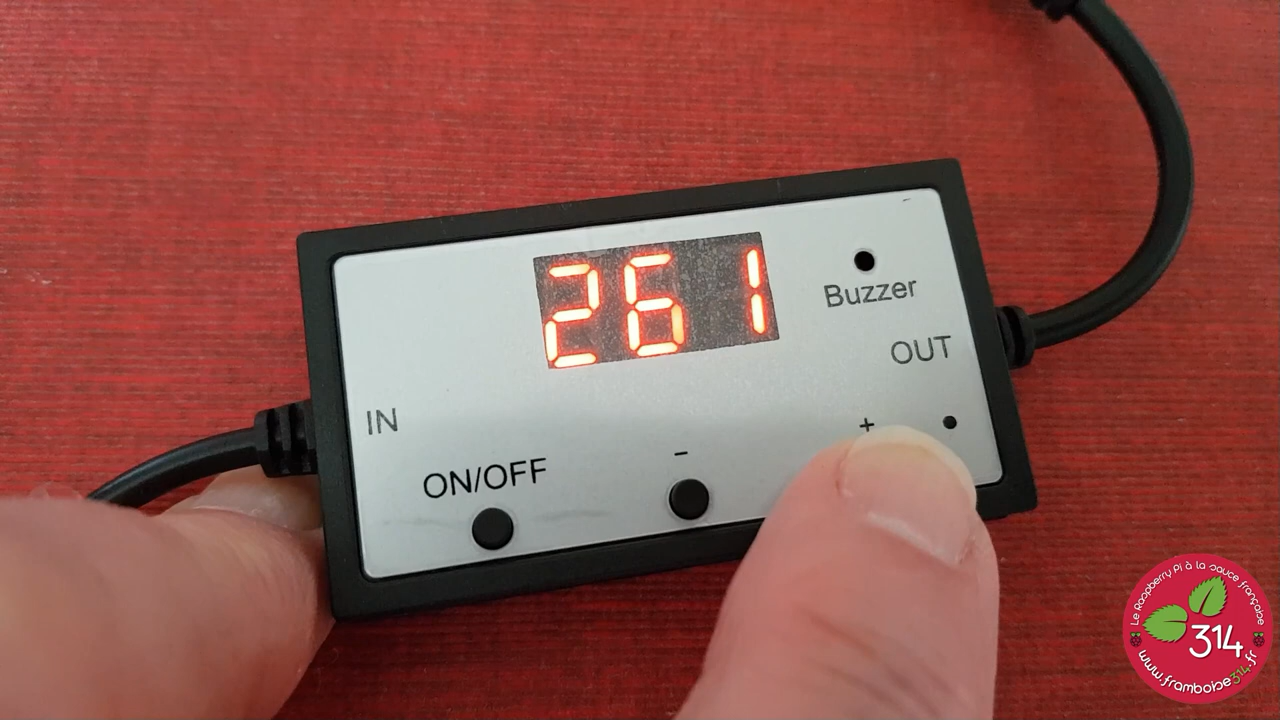 261
Buzzer
OUT
IN
+
-
ON/OFF
Le Raspberry Pi à la sauce française
314
www.framboise314.fr